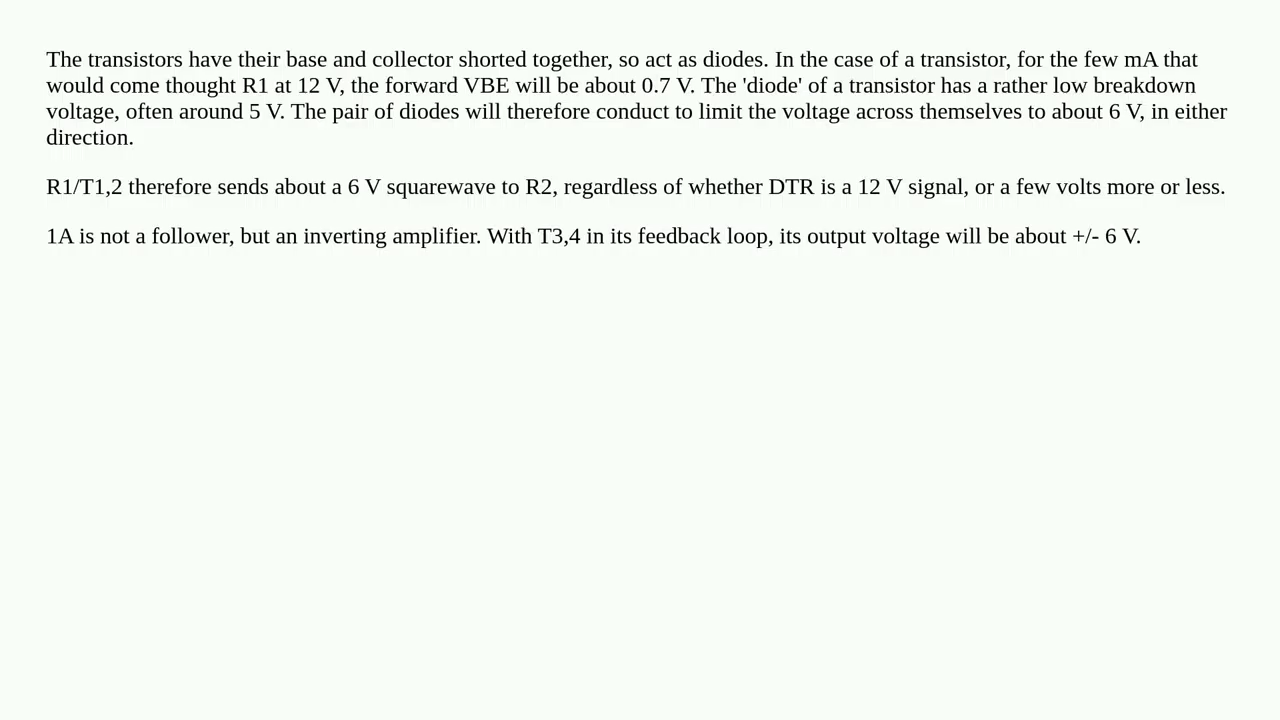 The transistors have their base and collector shorted together, so act as diodes. In the case of a transistor, for the few mA that
would come thought R1 at 12 V, the forward VBE will be about 0.7 V. The 'diode' of a transistor has a rather low breakdown
voltage, often around 5 V. The pair of diodes will therefore conduct to limit the voltage across themselves to about 6 V, in either
direction.
R1/T1,2 therefore sends about a 6 V squarewave to R2, regardless of whether DTR is a 12 V signal, or a few volts more or less.
1A is not a follower, but an inverting amplifier. With T3,4 in its feedback loop, its output voltage will be about +/- 6 V.